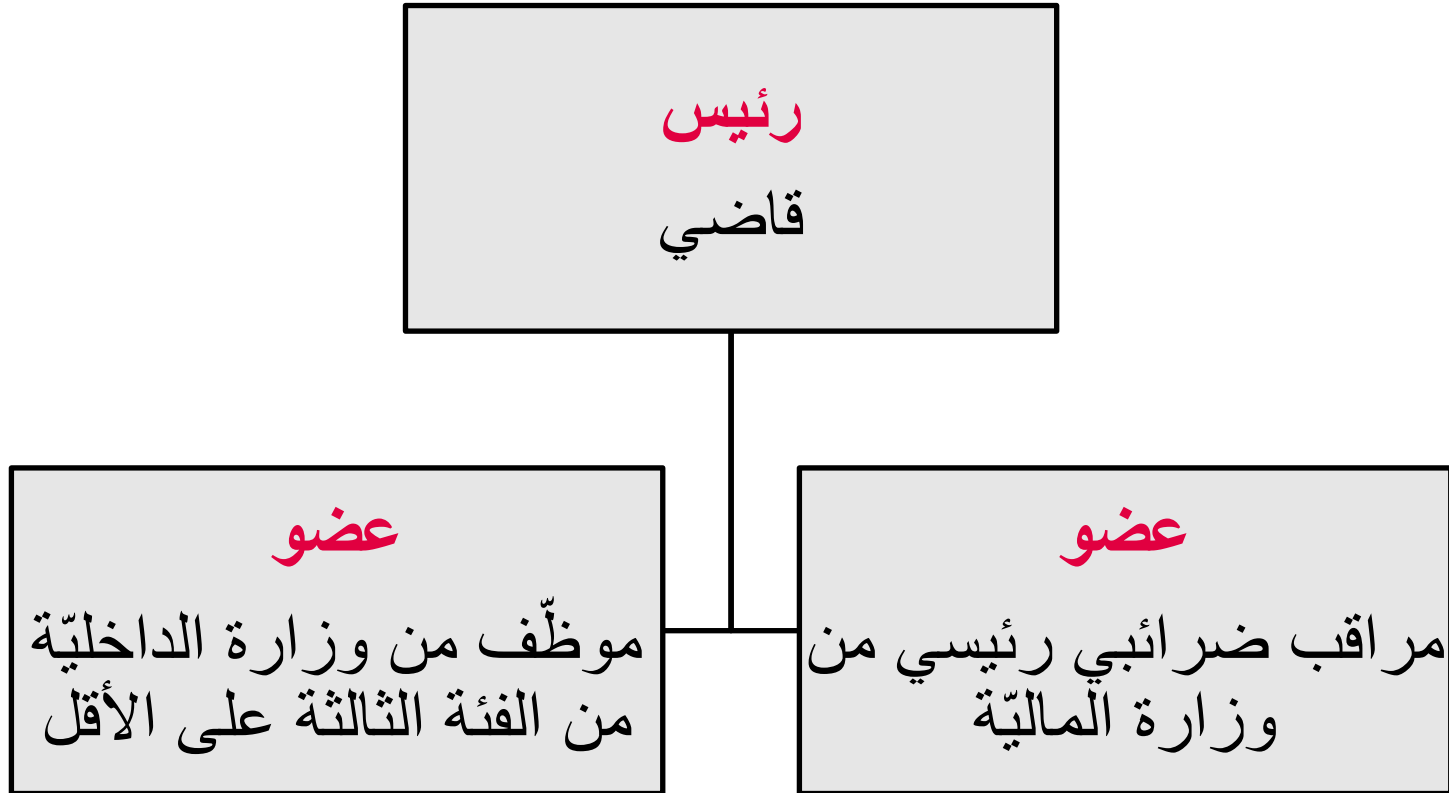 رئيس
قاضي
عضو
مراقب ضرائبي رئيسي من
وزارة الماليّة
عضو
موظّف من وزارة الداخليّة
من الفئة الثالثة على الأقل